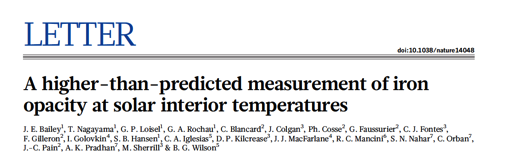 LETTER
doi:10.1038/nature14048
A higher-than-predicted measurement of iron
opacity at solar interior temperatures
J. E. Bailey¹, T. Nagayama¹, G. P. Loisel¹, G. A. Rochau¹, C. Blancard², J. Colgan³, Ph. Cosse², G. Faussurier², C. J. Fontes³,
F. Gilleron², I. Golovkin⁴, S. B. Hansen¹, C. A. Iglesias⁵, D. P. Kilcrease³, J. J. MacFarlane⁴, R. C. Mancini⁶, S. N. Nahar⁷, C. Orban⁷,
J.-C. Pain², A. K. Pradhan⁷, M. Sherrill³ & B. G. Wilson⁵